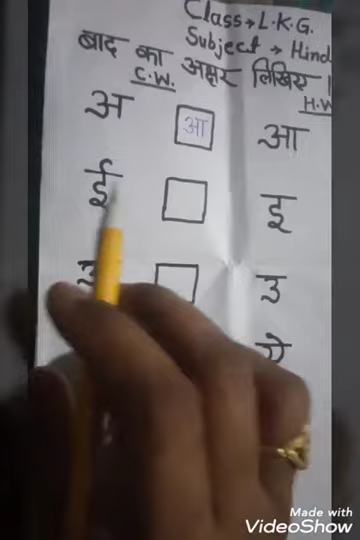 Class→L.K.G.
Subject → Hind
बाद का अक्षर लिखिए।
C.W.
H.W
अ आ आ
ई इ
उ
Made with
VideoShow